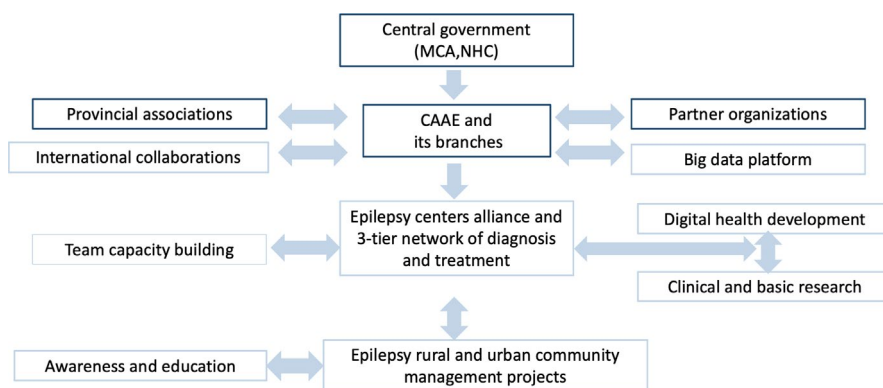 Central government
(MCA,NHC)
Provincial associations
CAAE and
its branches
Partner organizations
International collaborations
Big data platform
Epilepsy centers alliance and
3-tier network of diagnosis
and treatment
Digital health development
Team capacity building
Clinical and basic research
Awareness and education
Epilepsy rural and urban community
management projects